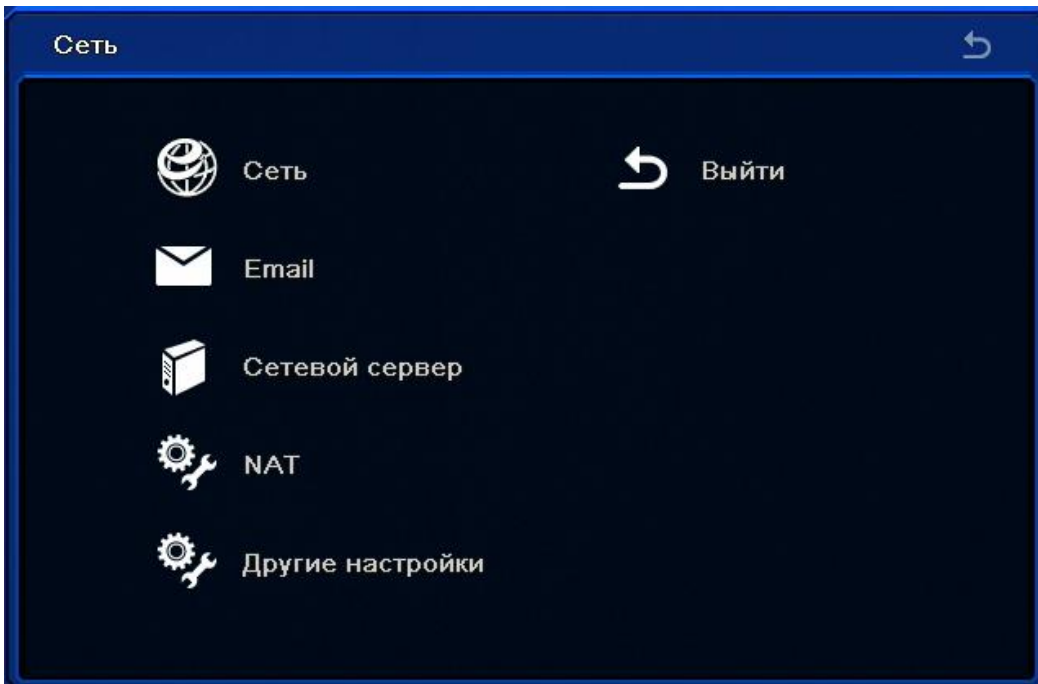 Сеть
Сеть
Выйти
Email
Сетевой сервер
NAT
Другие настройки